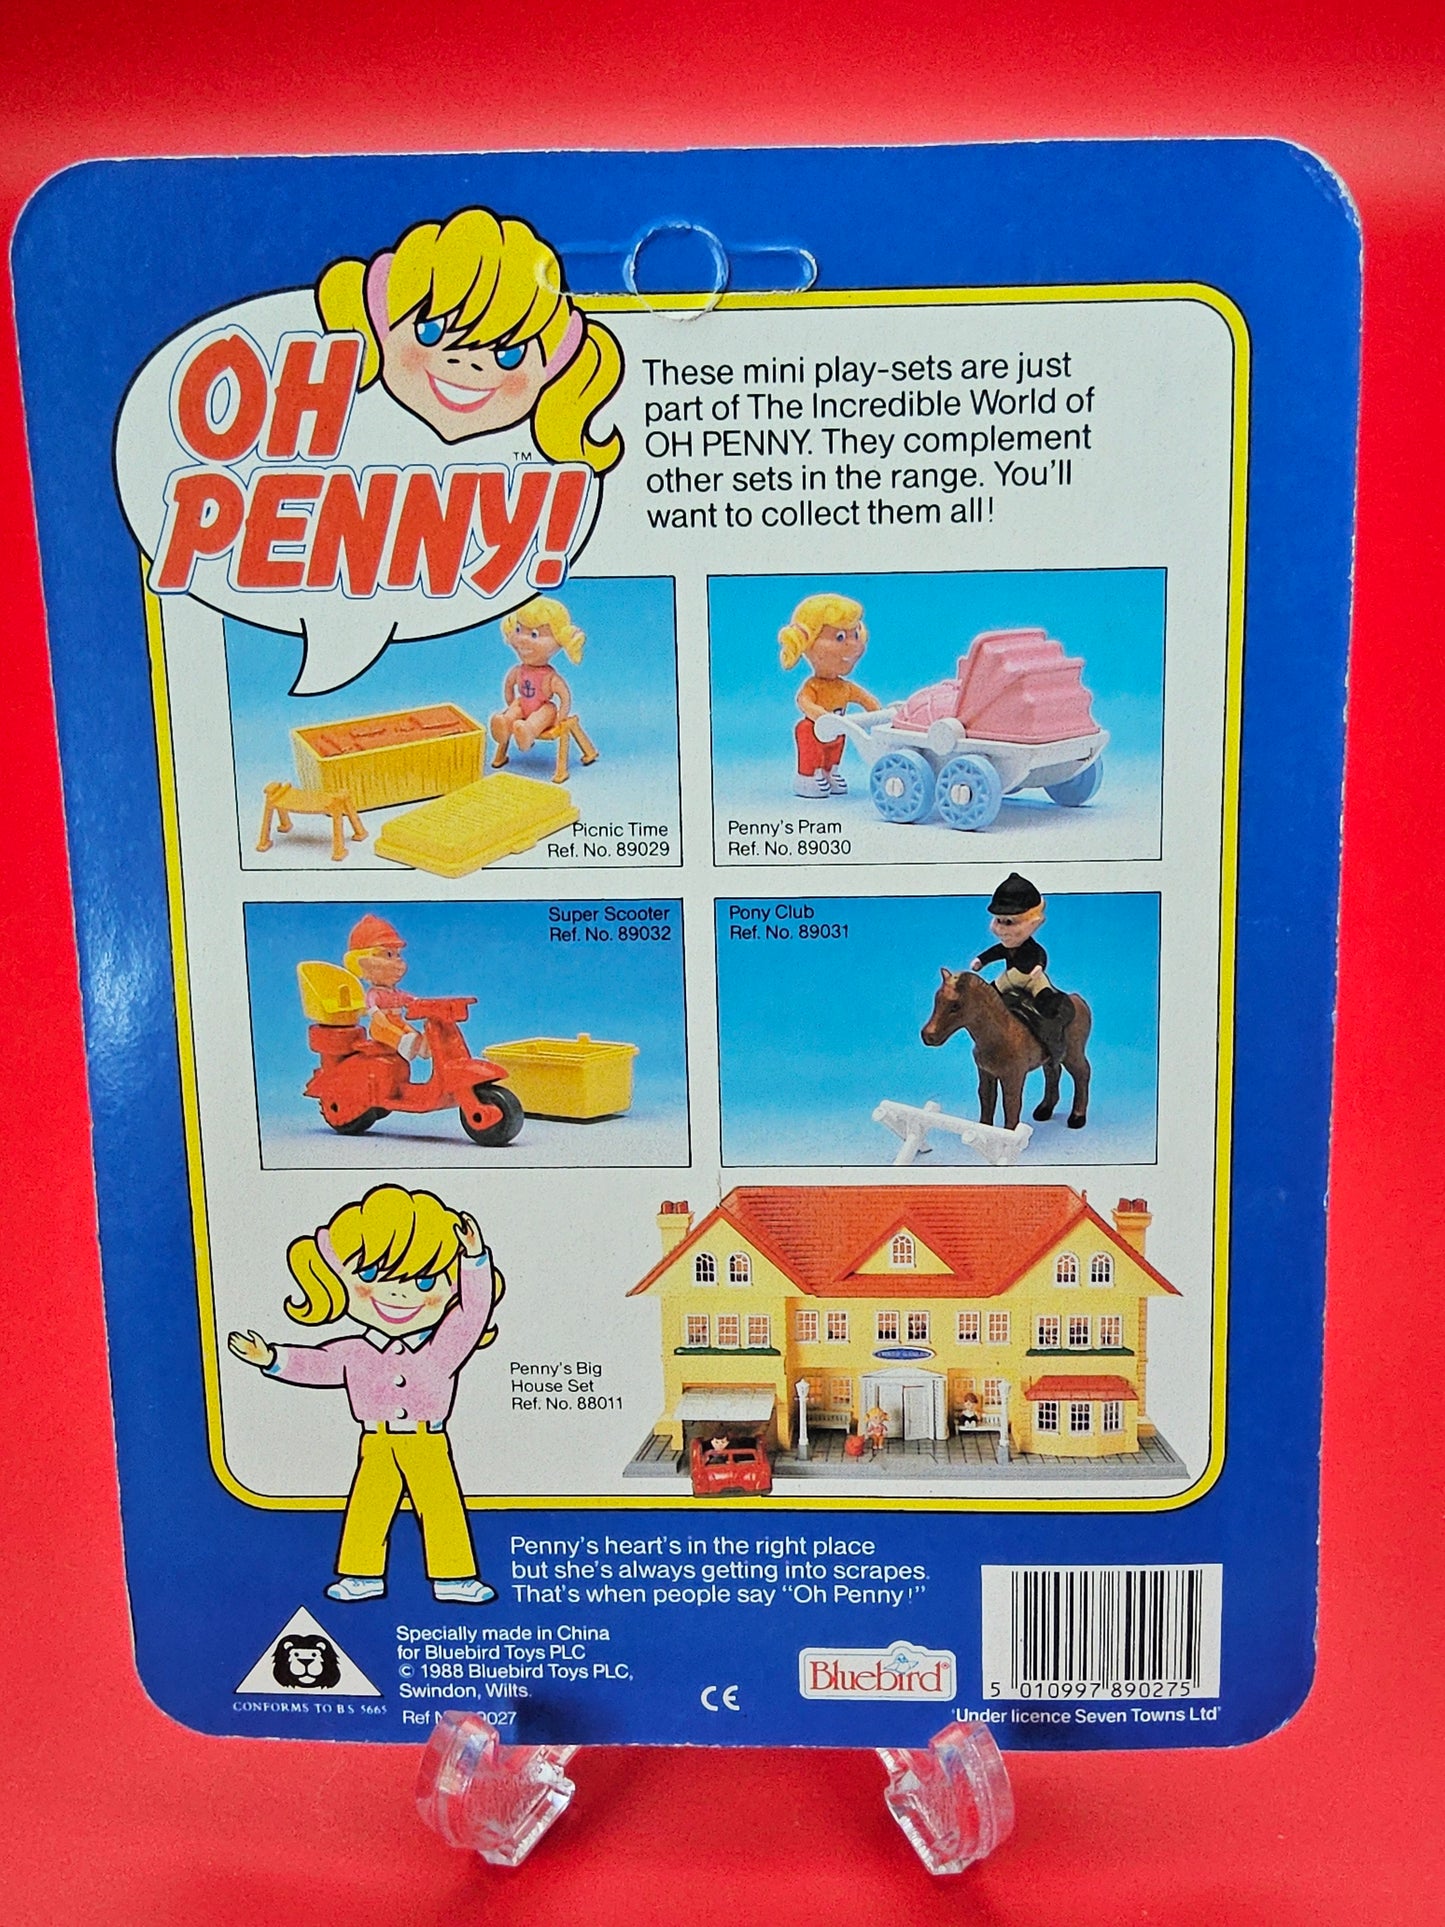 OH
PENNY!
TM
These mini play-sets are just
part of The Incredible World of
OH PENNY. They complement
other sets in the range. You'll
want to collect them all!
Picnic Time
Ref. No. 89029
Penny's Pram
Ref. No. 89030
Super Scooter
Ref. No. 89032
Pony Club
Ref. No. 89031
Penny's Big
House Set
Ref. No. 88011
Penny's heart's in the right place
but she's always getting into scrapes.
That's when people say "Oh Penny!"
Specially made in China
for Bluebird Toys PLC
© 1988 Bluebird Toys PLC,
Swindon, Wilts.
Ref
CONFORMS TO BS 5665
CE
Bluebird®
5 010997 890275
'Under licence Seven Towns Ltd'